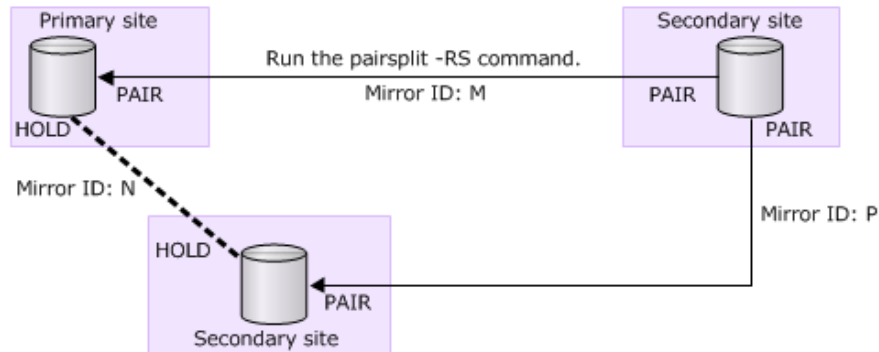 Primary site
Secondary site
Run the pairsplit -RS command.
PAIR
Mirror ID: M
PAIR
HOLD
PAIR
Mirror ID: N
Mirror ID: P
HOLD
PAIR
Secondary site